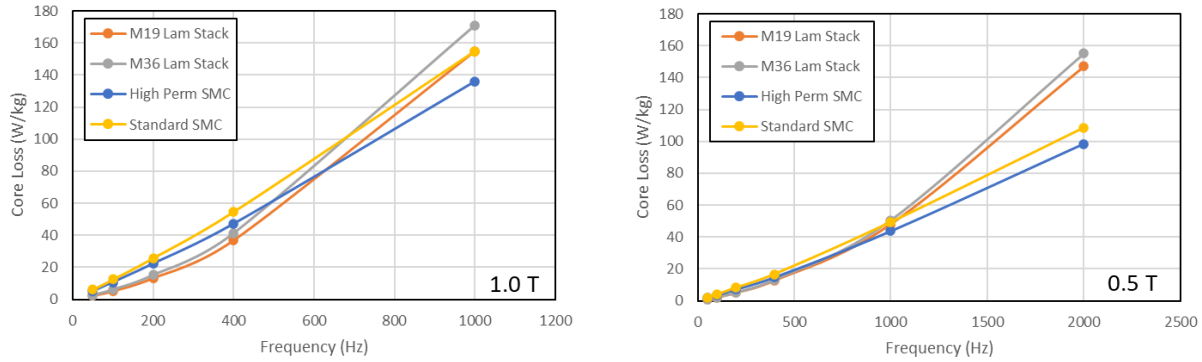 180
160
140
120
100
80
60
40
20
0
Core Loss (W/kg)
M19 Lam Stack
M36 Lam Stack
High Perm SMC
Standard SMC
1.0 T
0 200 400 600 800 1000 1200
Frequency (Hz)
180
160
140
120
100
80
60
40
20
0
Core Loss (W/kg)
M19 Lam Stack
M36 Lam Stack
High Perm SMC
Standard SMC
0.5 T
0 500 1000 1500 2000 2500
Frequency (Hz)